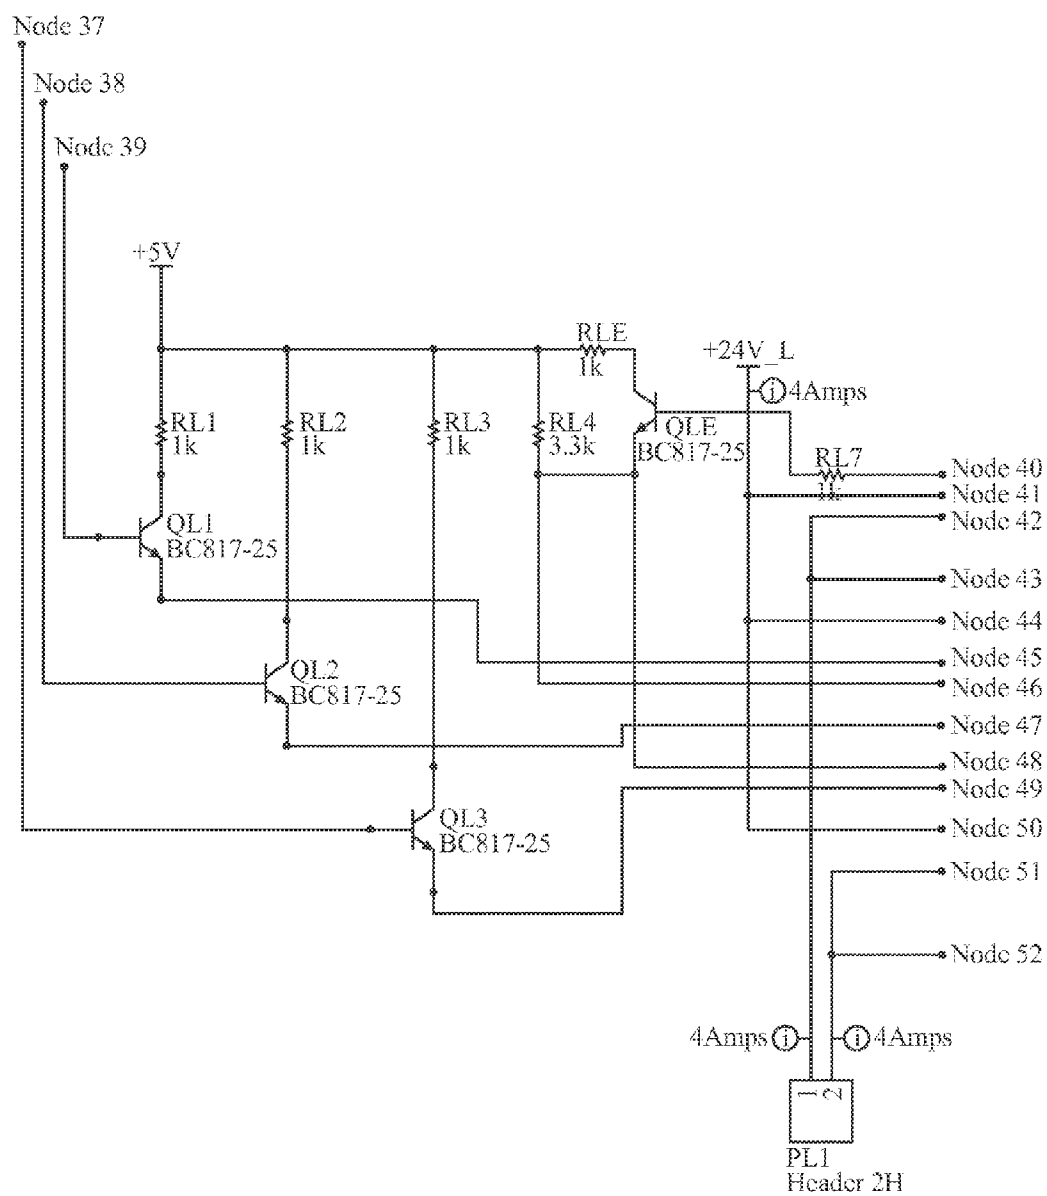 Node 37
Node 38
Node 39
+5V
RLE
1k
+24V_L
4Amps
RL1
1k
RL2
1k
RL3
1k
RL4
3.3k
QLE
BC817-25
RL7
1k
Node 40
Node 41
Node 42
QL1
BC817-25
Node 43
Node 44
Node 45
QL2
BC817-25
Node 46
Node 47
Node 48
Node 49
QL3
BC817-25
Node 50
Node 51
Node 52
4Amps
i
i
4Amps
1
2
PL1
Header 2H